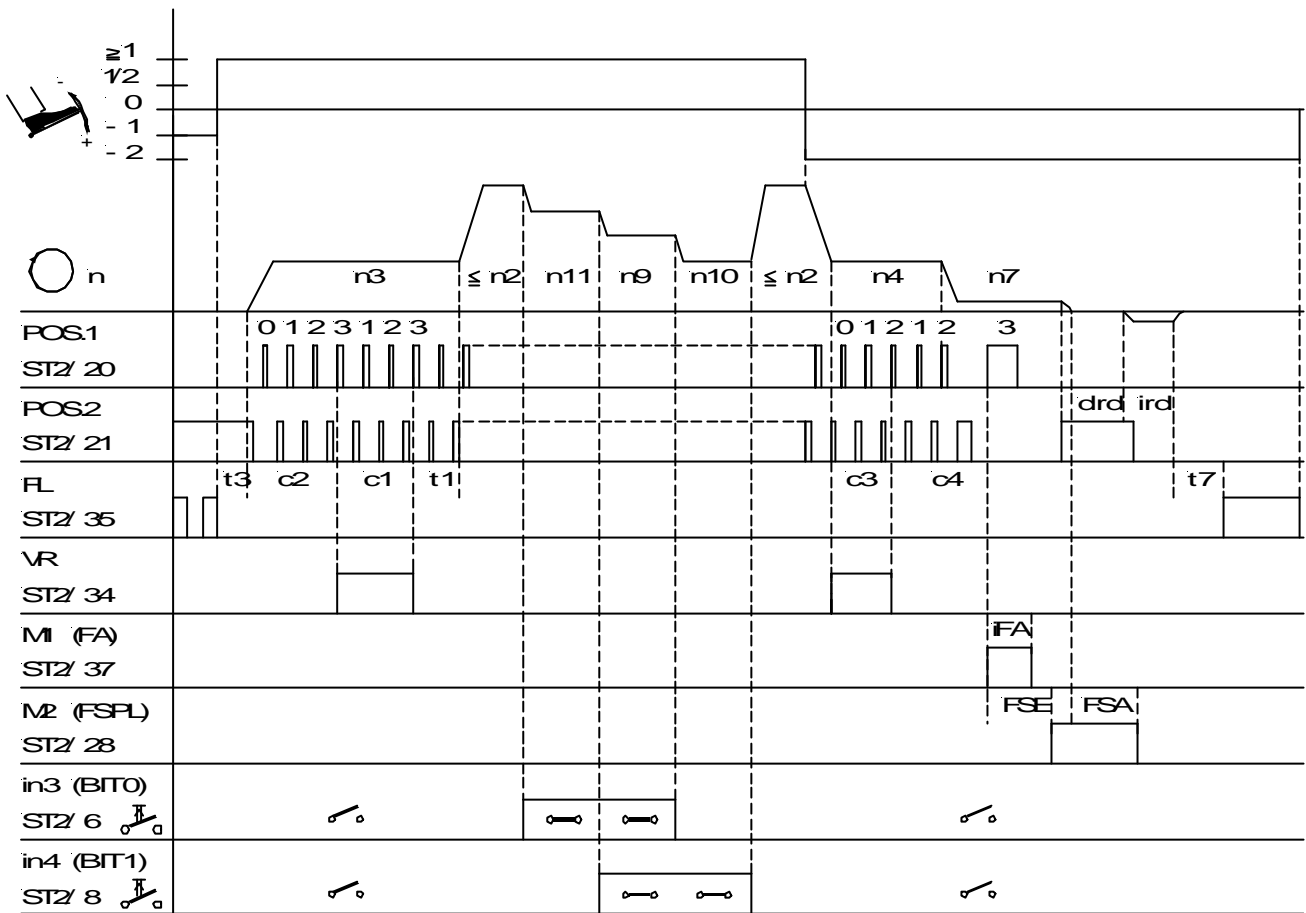 ≧1
1/2
0
- 1
- 2
-
+
n
n3
≦ n2
n11
n9
n10
≦ n2
n4
n7
POS.1
0 1 2 3 1 2 3
0 1 2 1 2
3
ST2/ 20
POS.2
drd
ird
ST2/ 21
FL
t3
c2
c1
t1
c3
c4
t7
ST2/ 35
VR
ST2/ 34
M1 (FA)
iFA
ST2/ 37
M2 (FSPL)
FSE
FSA
ST2/ 28
in3 (BIT0)
ST2/ 6
in4 (BIT1)
ST2/ 8